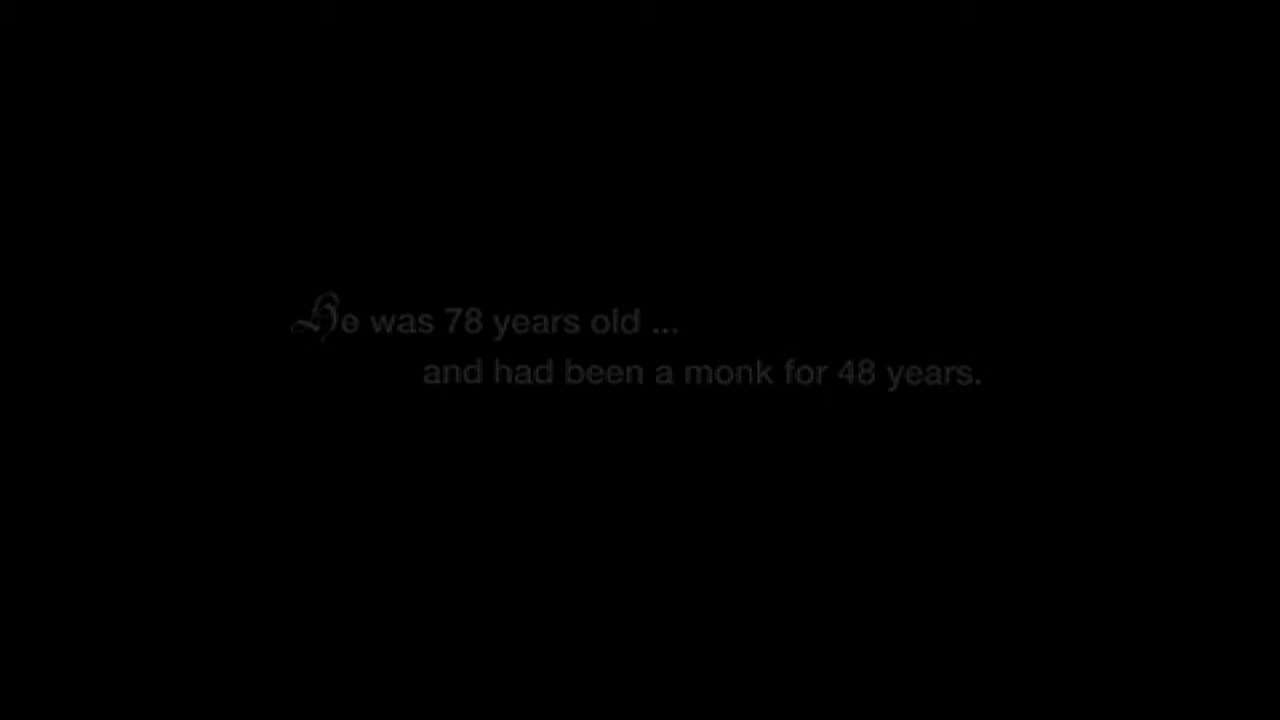 He was 78 years old ...
and had been a monk for 48 years.